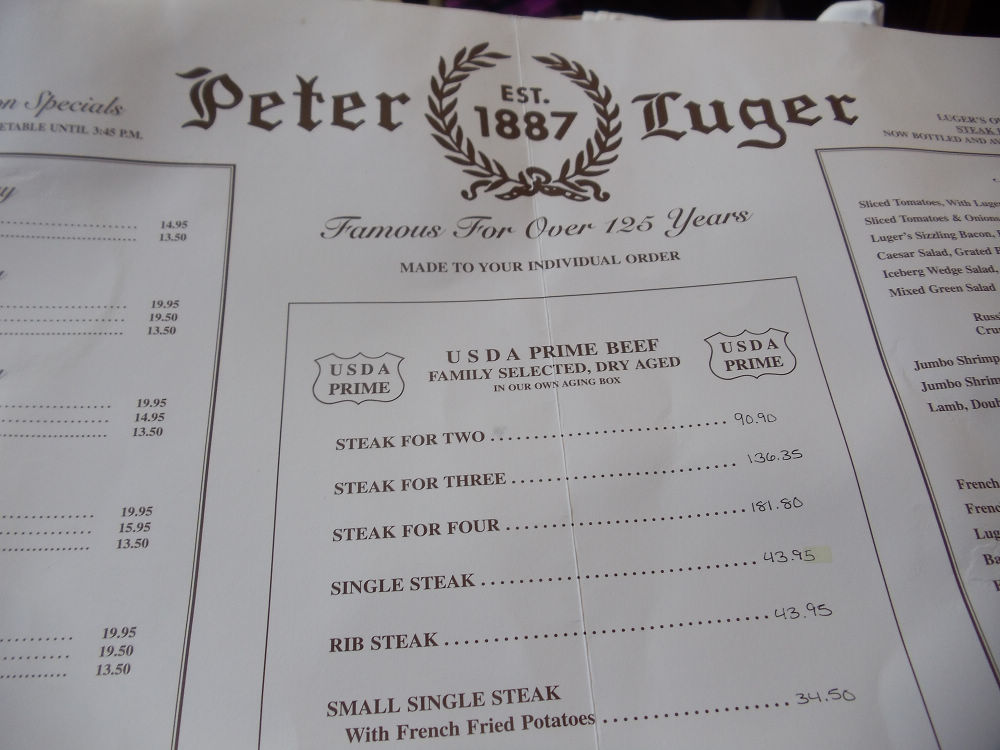 Peter EST. 1887 Luger
Famous For Over 125 Years
MADE TO YOUR INDIVIDUAL ORDER
Specials
UNTIL 3:45 P.M.
14.95
13.50
19.95
19.50
13.50
19.95
14.95
13.50
19.95
15.95
13.50
19.95
19.50
13.50
USDA PRIME
USDA PRIME BEEF
FAMILY SELECTED, DRY AGED
IN OUR OWN AGING BOX
USDA PRIME
STEAK FOR TWO 90.90
STEAK FOR THREE 136.35
STEAK FOR FOUR 181.80
SINGLE STEAK 43.95
RIB STEAK 43.95
SMALL SINGLE STEAK
With French Fried Potatoes 34.50
LUGER'S
STEAK
NOW BOTTLED AND
Sliced Tomatoes, With
Sliced Tomatoes & Onions
Luger's Sizzling Bacon,
Caesar Salad, Grated
Iceberg Wedge Salad,
Mixed Green Salad
Jumbo Shrimp
Jumbo
Lamb,
French